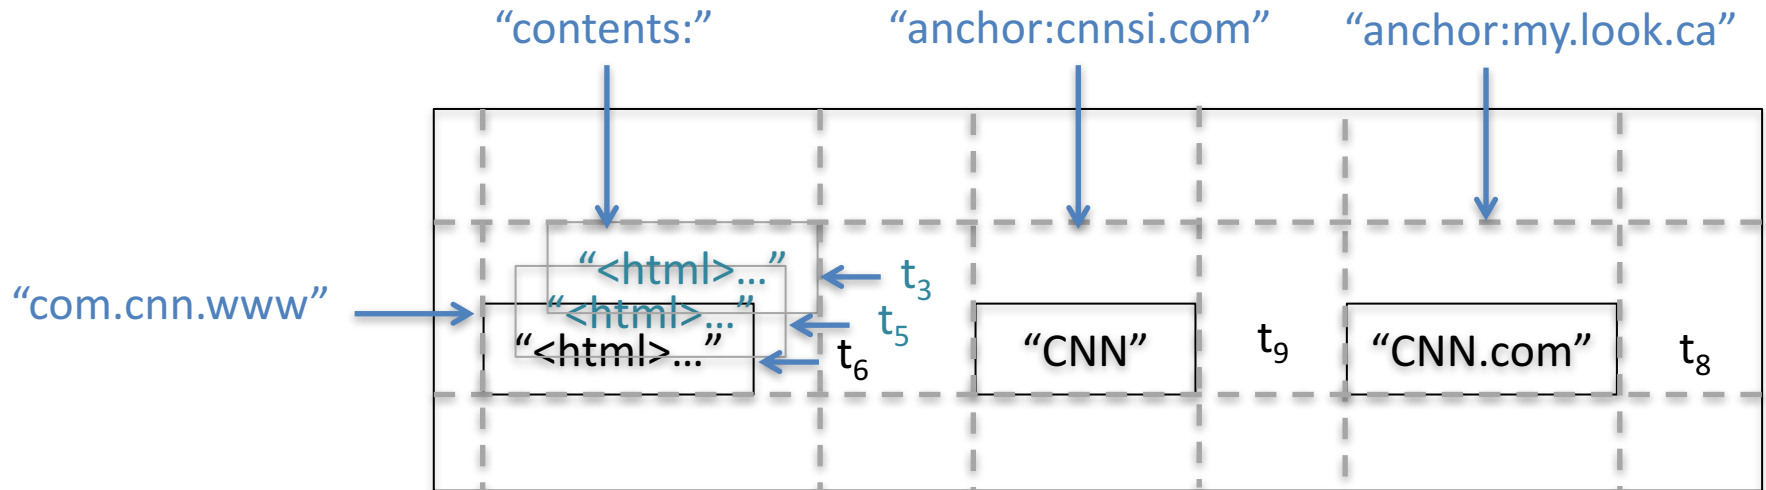 “contents:”
“anchor:cnnsi.com”
“anchor:my.look.ca”
“<html>…”
t₃
“com.cnn.www”
“<html>…”
t₅
“<html>…”
t₆
“CNN”
t₉
“CNN.com”
t₈